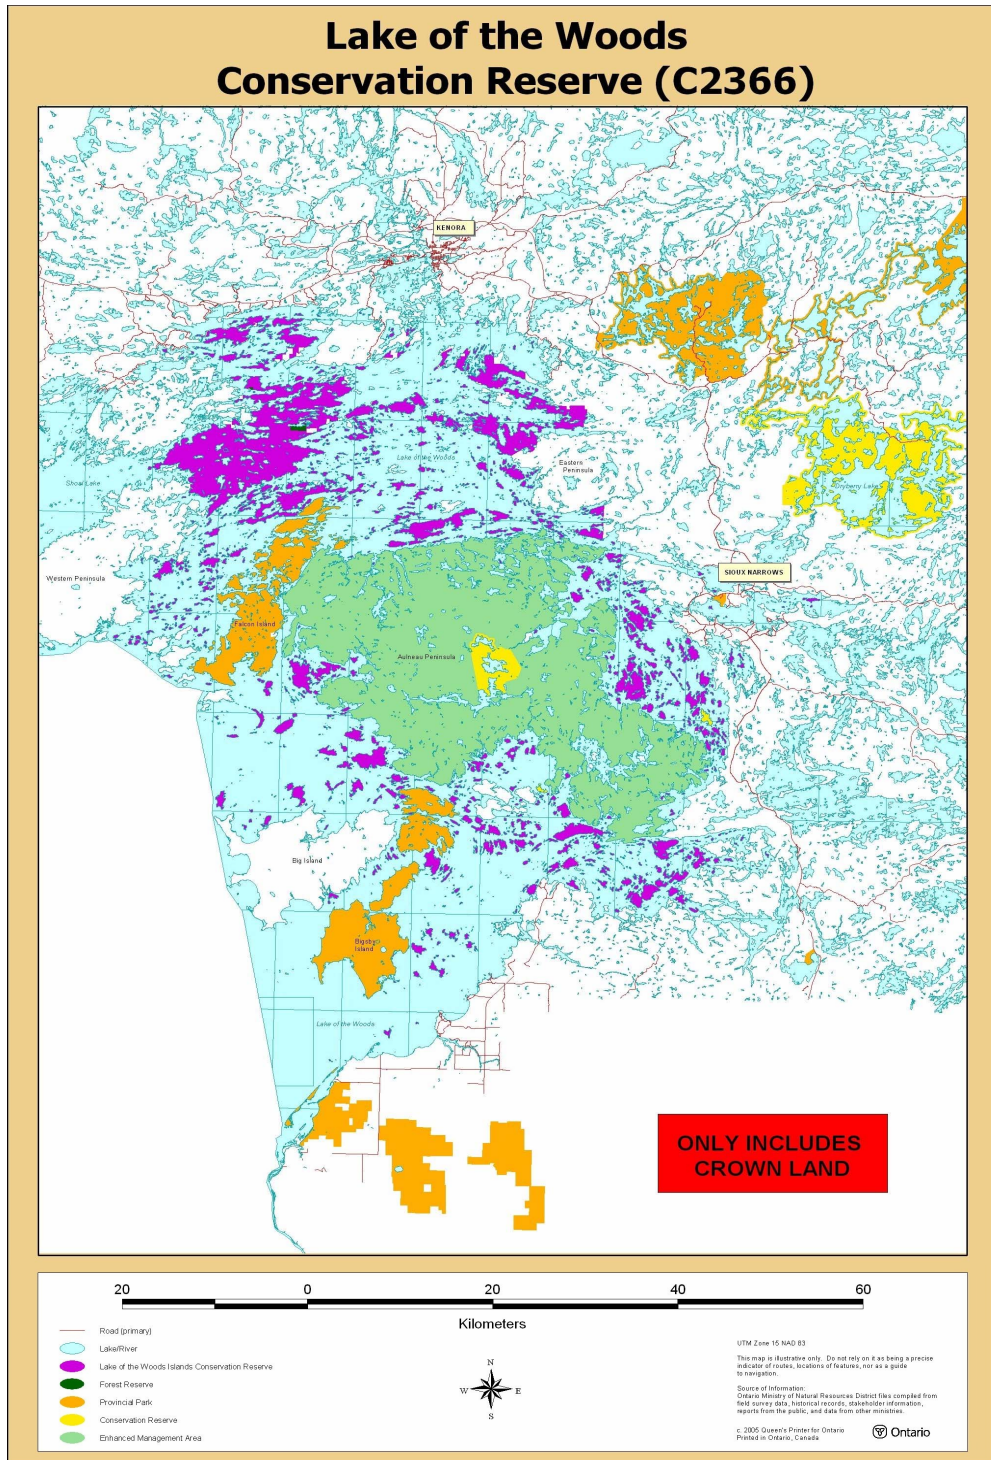 Lake of the Woods
Conservation Reserve (C2366)
KENORA
Lake of the Woods
Eastern
Peninsula
Shoal Lake
Dryberry Lake
SIOUX NARROWS
Western Peninsula
Falcon Island
Aulneau Peninsula
Big Island
Bigsby
Island
Lake of the Woods
ONLY INCLUDES
CROWN LAND
20 0 20 40 60
Kilometers
Road (primary)
Lake/River
Lake of the Woods Islands Conservation Reserve
Forest Reserve
Provincial Park
Conservation Reserve
Enhanced Management Area
N
W E
S
UTM Zone 15 NAD 83
This map is illustrative only. Do not rely on it as being a precise
indicator of routes, locations of features, nor as a guide
to navigation.
Source of Information:
Ontario Ministry of Natural Resources District files compiled from
field survey data, historical records, stakeholder information,
reports from the public, and data from other ministries.
c. 2005 Queen's Printer for Ontario
Printed in Ontario, Canada
Ontario